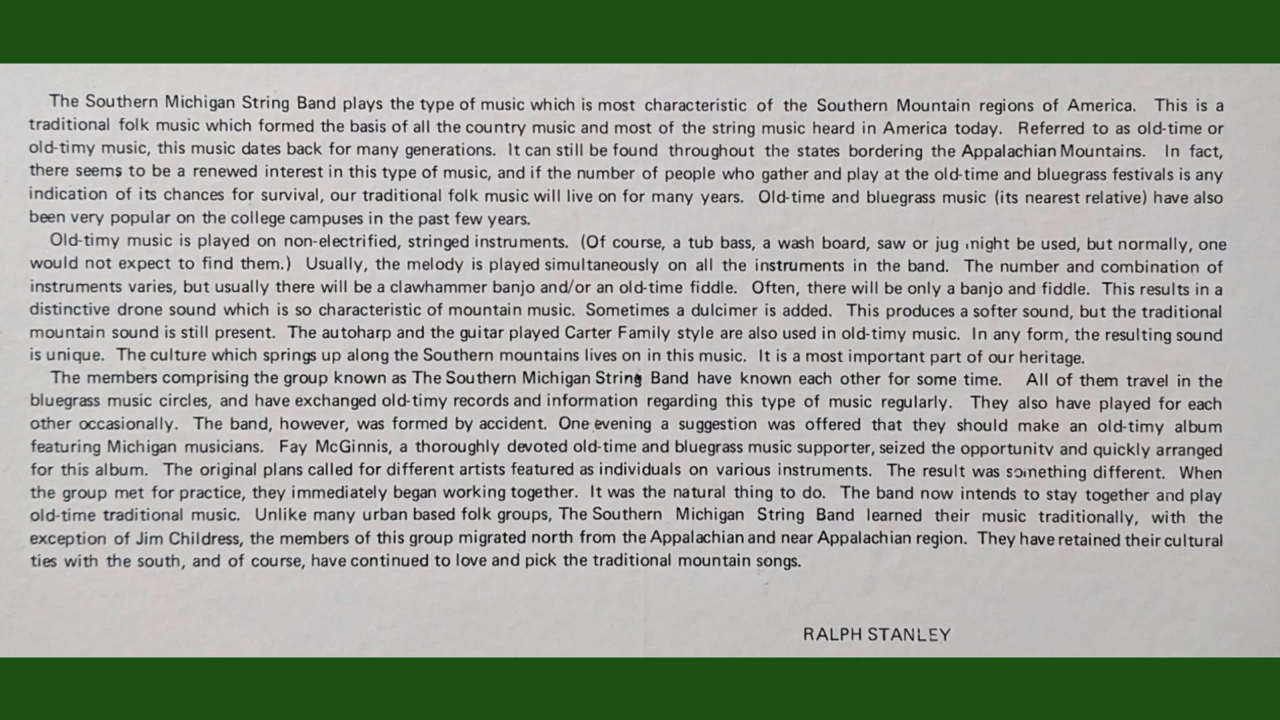 The Southern Michigan String Band plays the type of music which is most characteristic of the Southern Mountain regions of America. This is a
traditional folk music which formed the basis of all the country music and most of the string music heard in America today. Referred to as old-time or
old-timy music, this music dates back for many generations. It can still be found throughout the states bordering the Appalachian Mountains. In fact,
there seems to be a renewed interest in this type of music, and if the number of people who gather and play at the old-time and bluegrass festivals is any
indication of its chances for survival, our traditional folk music will live on for many years. Old-time and bluegrass music (its nearest relative) have also
been very popular on the college campuses in the past few years.
Old-timy music is played on non-electrified, stringed instruments. (Of course, a tub bass, a wash board, saw or jug might be used, but normally, one
would not expect to find them.) Usually, the melody is played simultaneously on all the instruments in the band. The number and combination of
instruments varies, but usually there will be a clawhammer banjo and/or an old-time fiddle. Often, there will be only a banjo and fiddle. This results in a
distinctive drone sound which is so characteristic of mountain music. Sometimes a dulcimer is added. This produces a softer sound, but the traditional
mountain sound is still present. The autoharp and the guitar played Carter Family style are also used in old-timy music. In any form, the resulting sound
is unique. The culture which springs up along the Southern mountains lives on in this music. It is a most important part of our heritage.
The members comprising the group known as The Southern Michigan String Band have known each other for some time. All of them travel in the
bluegrass music circles, and have exchanged old-timy records and information regarding this type of music regularly. They also have played for each
other occasionally. The band, however, was formed by accident. One evening a suggestion was offered that they should make an old-timy album
featuring Michigan musicians. Fay McGinnis, a thoroughly devoted old-time and bluegrass music supporter, seized the opportunity and quickly arranged
for this album. The original plans called for different artists featured as individuals on various instruments. The result was something different. When
the group met for practice, they immediately began working together. It was the natural thing to do. The band now intends to stay together and play
old-time traditional music. Unlike many urban based folk groups, The Southern Michigan String Band learned their music traditionally, with the
exception of Jim Childress, the members of this group migrated north from the Appalachian and near Appalachian region. They have retained their cultural
ties with the south, and of course, have continued to love and pick the traditional mountain songs.
RALPH STANLEY